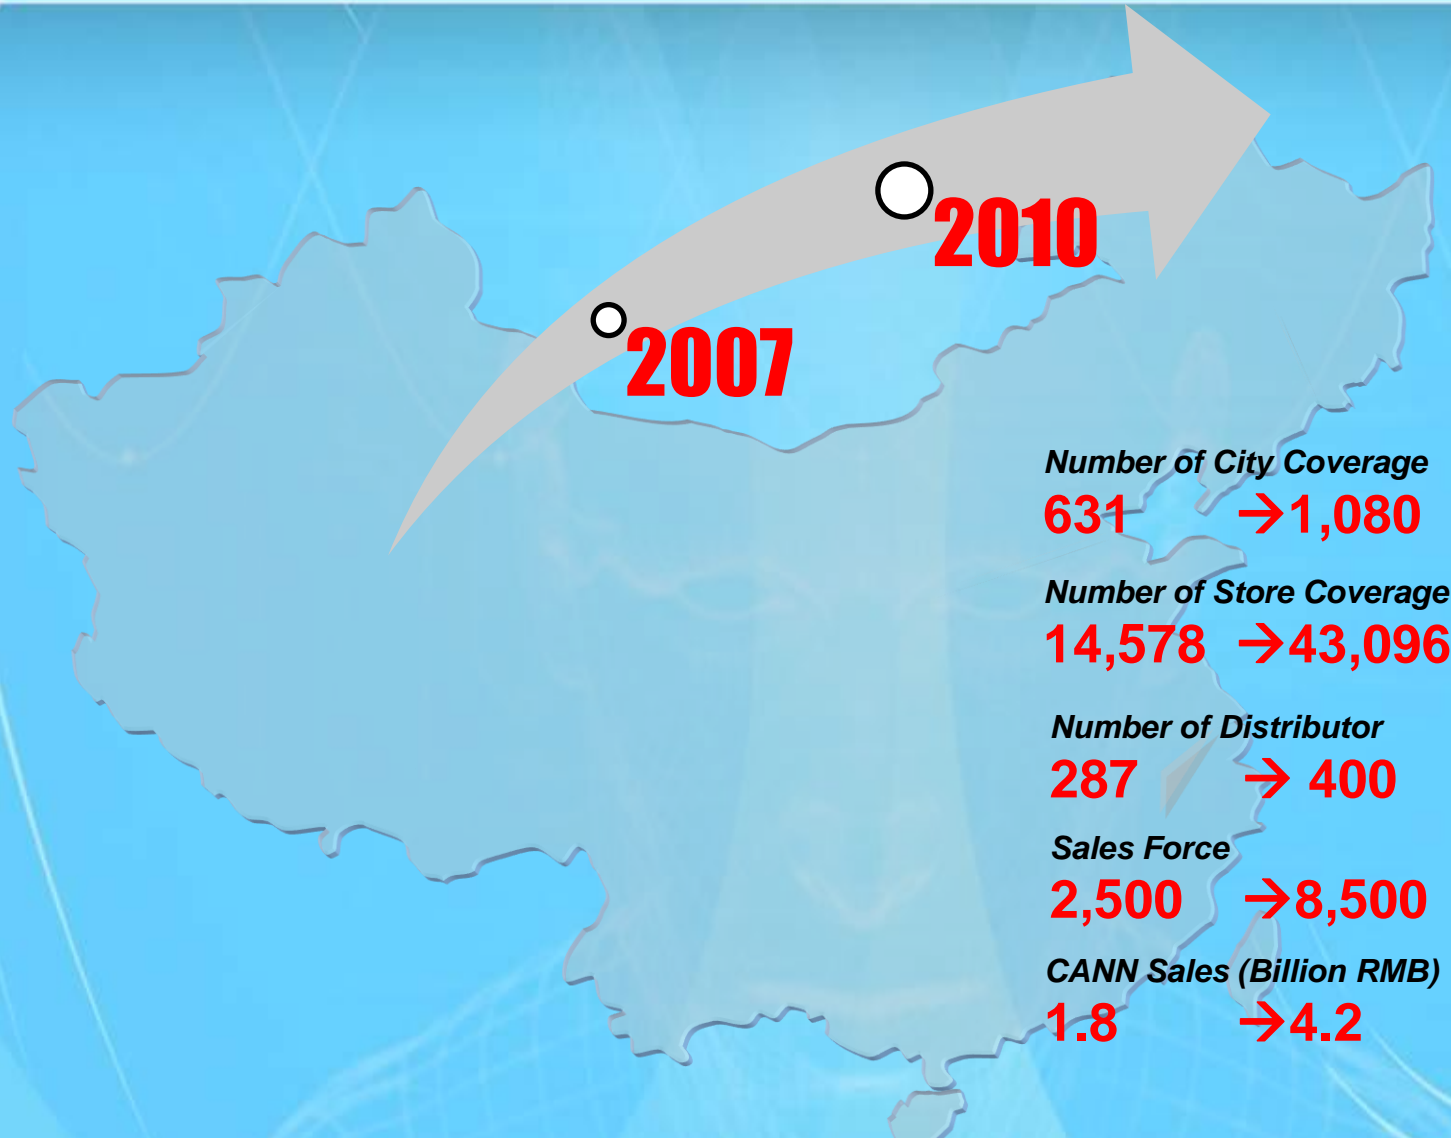 2010
2007
Number of City Coverage
631 → 1,080
Number of Store Coverage
14,578 → 43,096
Number of Distributor
287 → 400
Sales Force
2,500 → 8,500
CANN Sales (Billion RMB)
1.8 → 4.2